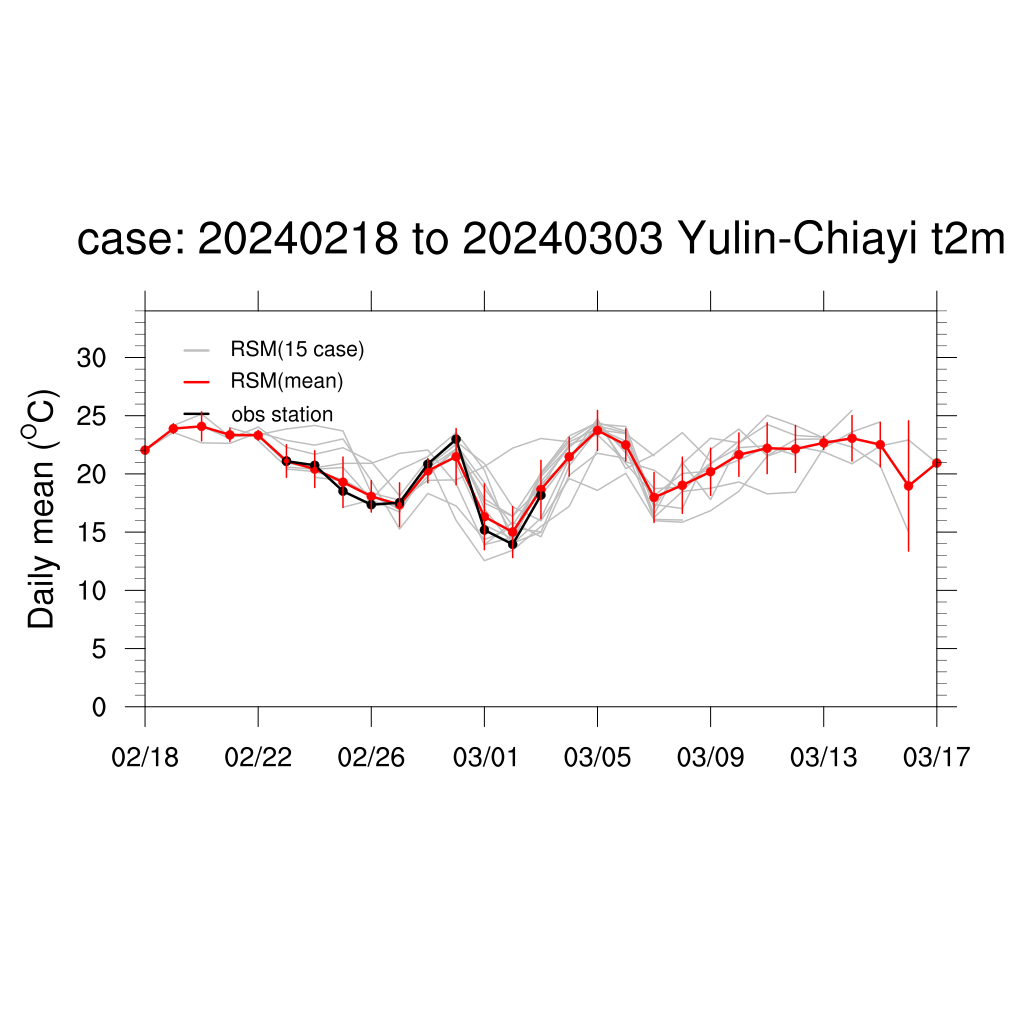 case: 20240218 to 20240303 Yulin-Chiayi t2m
RSM(15 case)
RSM(mean)
obs station
Daily mean (°C)
30
25
20
15
10
5
0
02/18 02/22 02/26 03/01 03/05 03/09 03/13 03/17